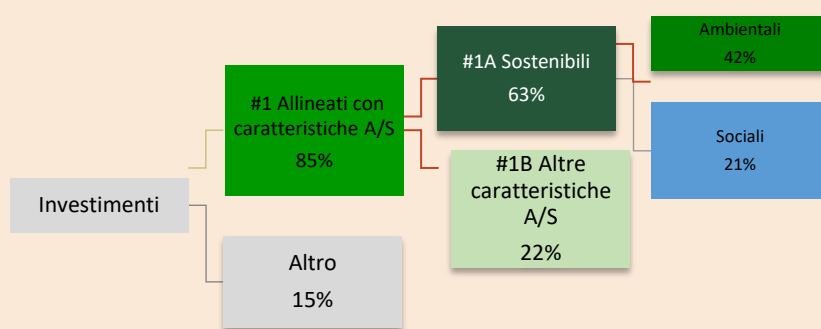 Investimenti
#1 Allineati con
caratteristiche A/S
85%
Altro
15%
#1A Sostenibili
63%
#1B Altre
caratteristiche
A/S
22%
Ambientali
42%
Sociali
21%